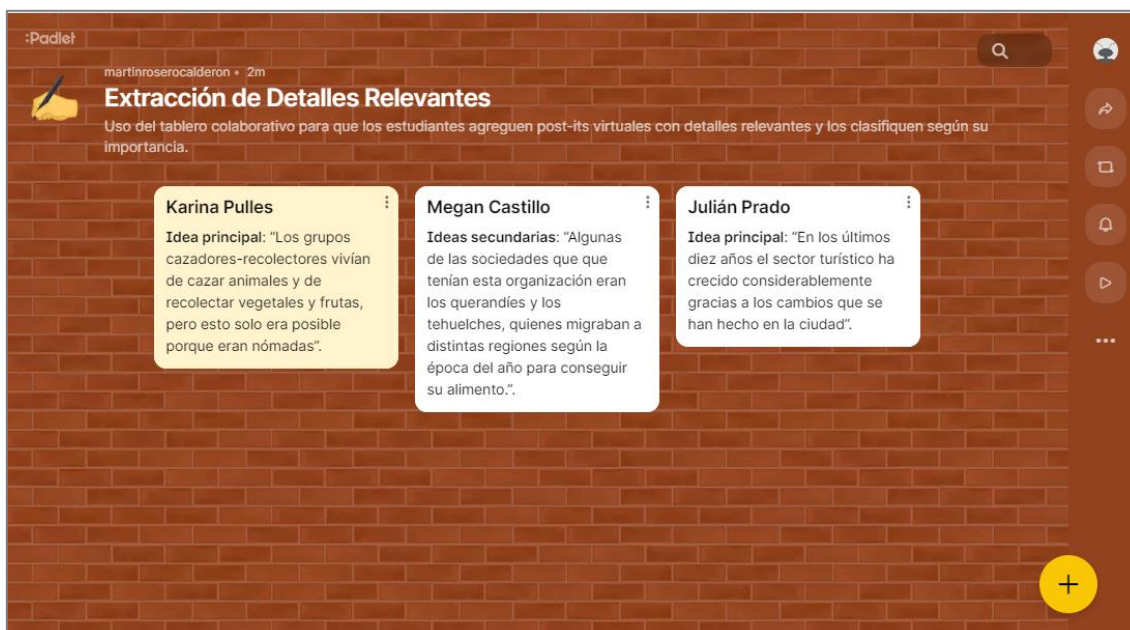 :Padlet
martinroserocalderon • 2m
Extracción de Detalles Relevantes
Uso del tablero colaborativo para que los estudiantes agreguen post-its virtuales con detalles relevantes y los clasifiquen según su
importancia.
Karina Pulles
Idea principal: “Los grupos
cazadores-recolectores vivían
de cazar animales y de
recolectar vegetales y frutas,
pero esto solo era posible
porque eran nómadas”.
Megan Castillo
Ideas secundarias: “Algunas
de las sociedades que que
tenían esta organización eran
los querandíes y los
tehuelches, quienes migraban a
distintas regiones según la
época del año para conseguir
su alimento.”.
Julián Prado
Idea principal: “En los últimos
diez años el sector turístico ha
crecido considerablemente
gracias a los cambios que se
han hecho en la ciudad”.